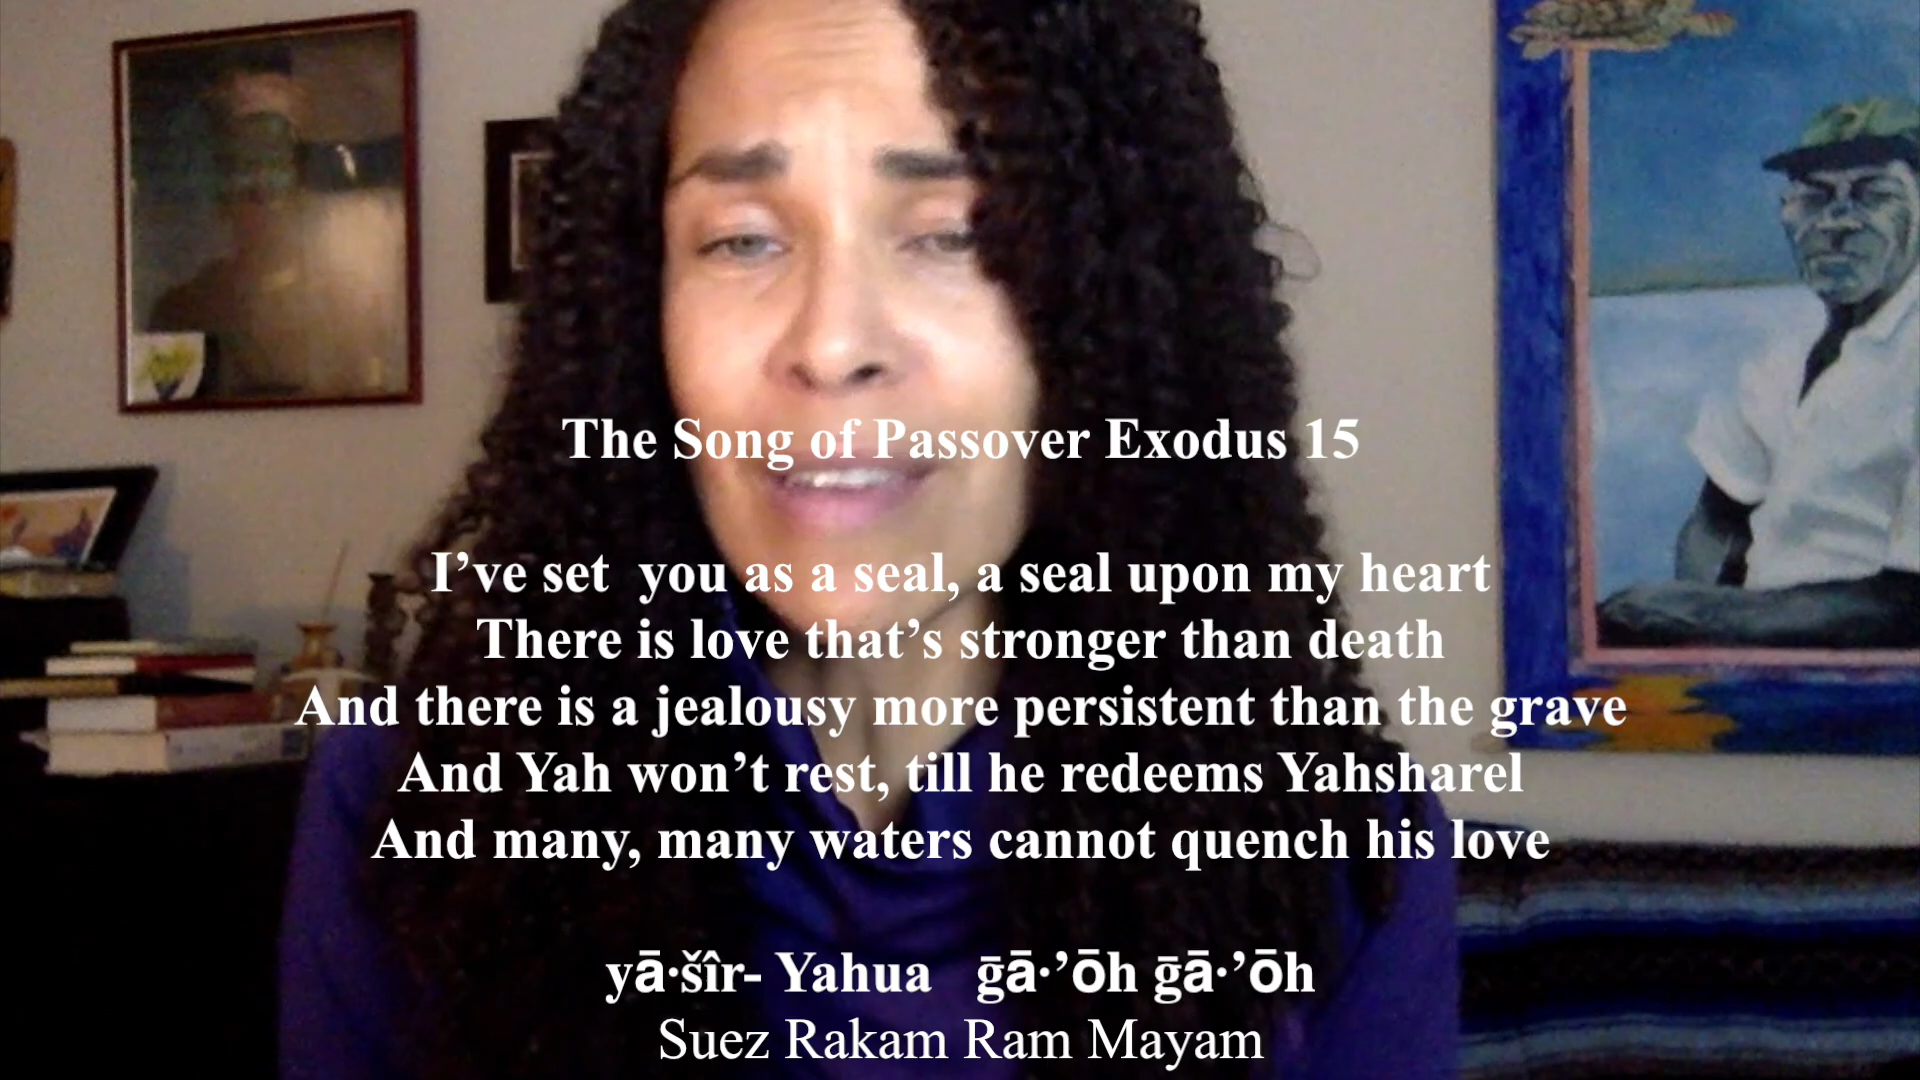 The Song of Passover Exodus 15
I’ve set  you as a seal, a seal upon my heart
There is love that’s stronger than death
And there is a jealousy more persistent than the grave
And Yah won’t rest, till he redeems Yahsharel
And many, many waters cannot quench his love
yā·šîr- Yahua   ḡā·’ōh ḡā·’ōh
Suez Rakam Ram Mayam